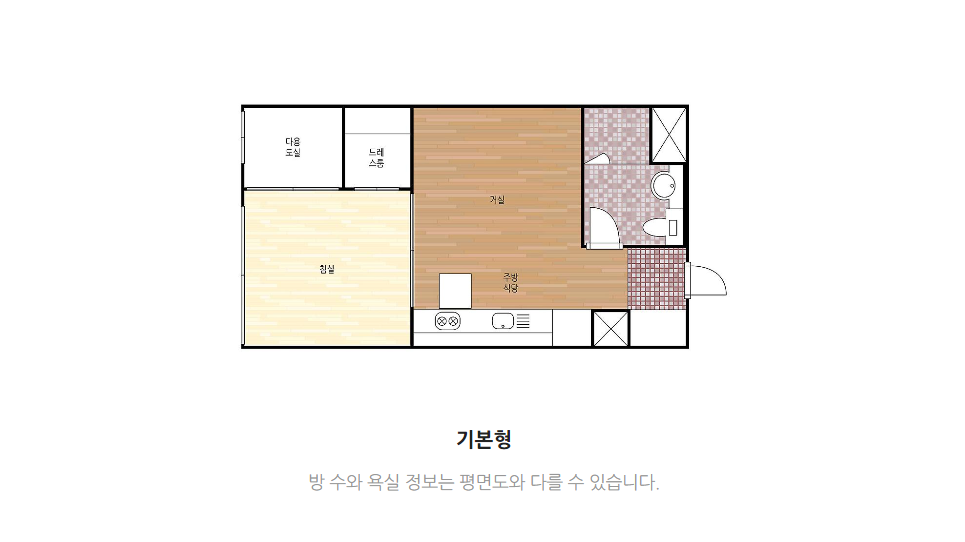 다용
도실
드레
스룸
거실
침실
주방
식당
기본형
방 수와 욕실 정보는 평면도와 다를 수 있습니다.